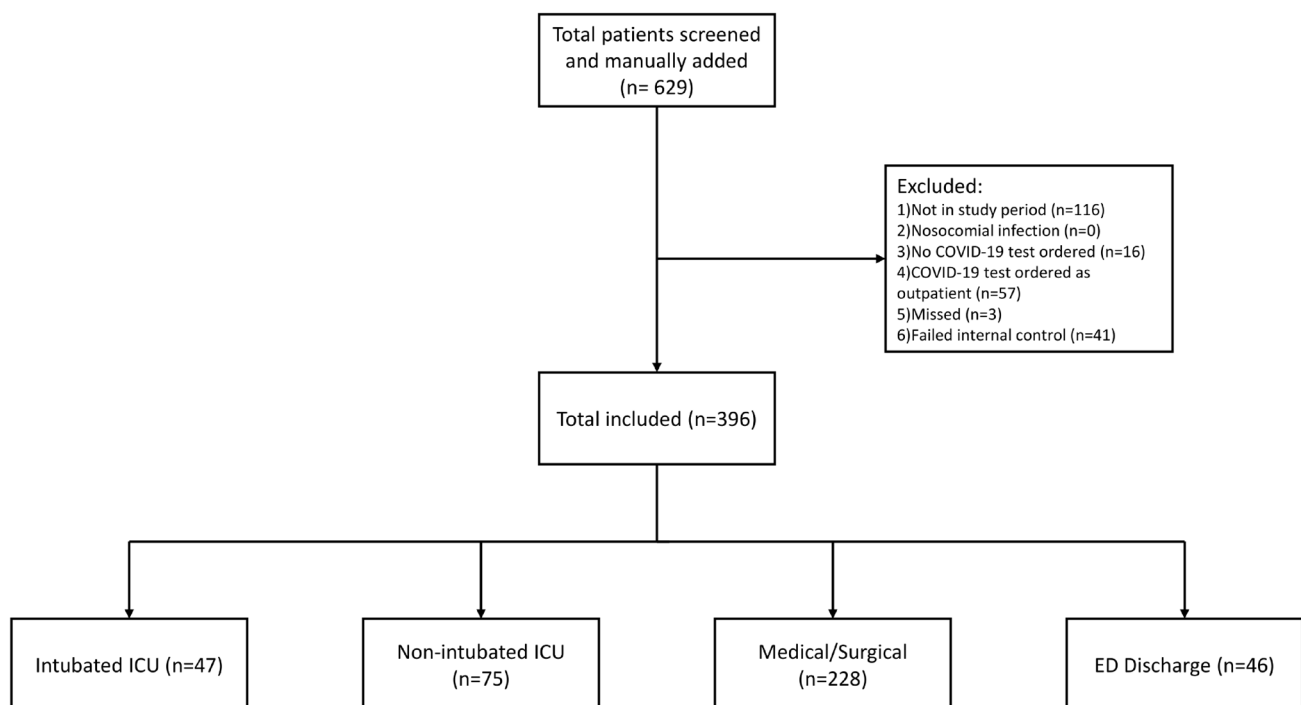 Total patients screened
and manually added
(n= 629)
Excluded:
1)Not in study period (n=116)
2)Nosocomial infection (n=0)
3)No COVID-19 test ordered (n=16)
4)COVID-19 test ordered as
outpatient (n=57)
5)Missed (n=3)
6)Failed internal control (n=41)
Total included (n=396)
Intubated ICU (n=47)
Non-intubated ICU
(n=75)
Medical/Surgical
(n=228)
ED Discharge (n=46)